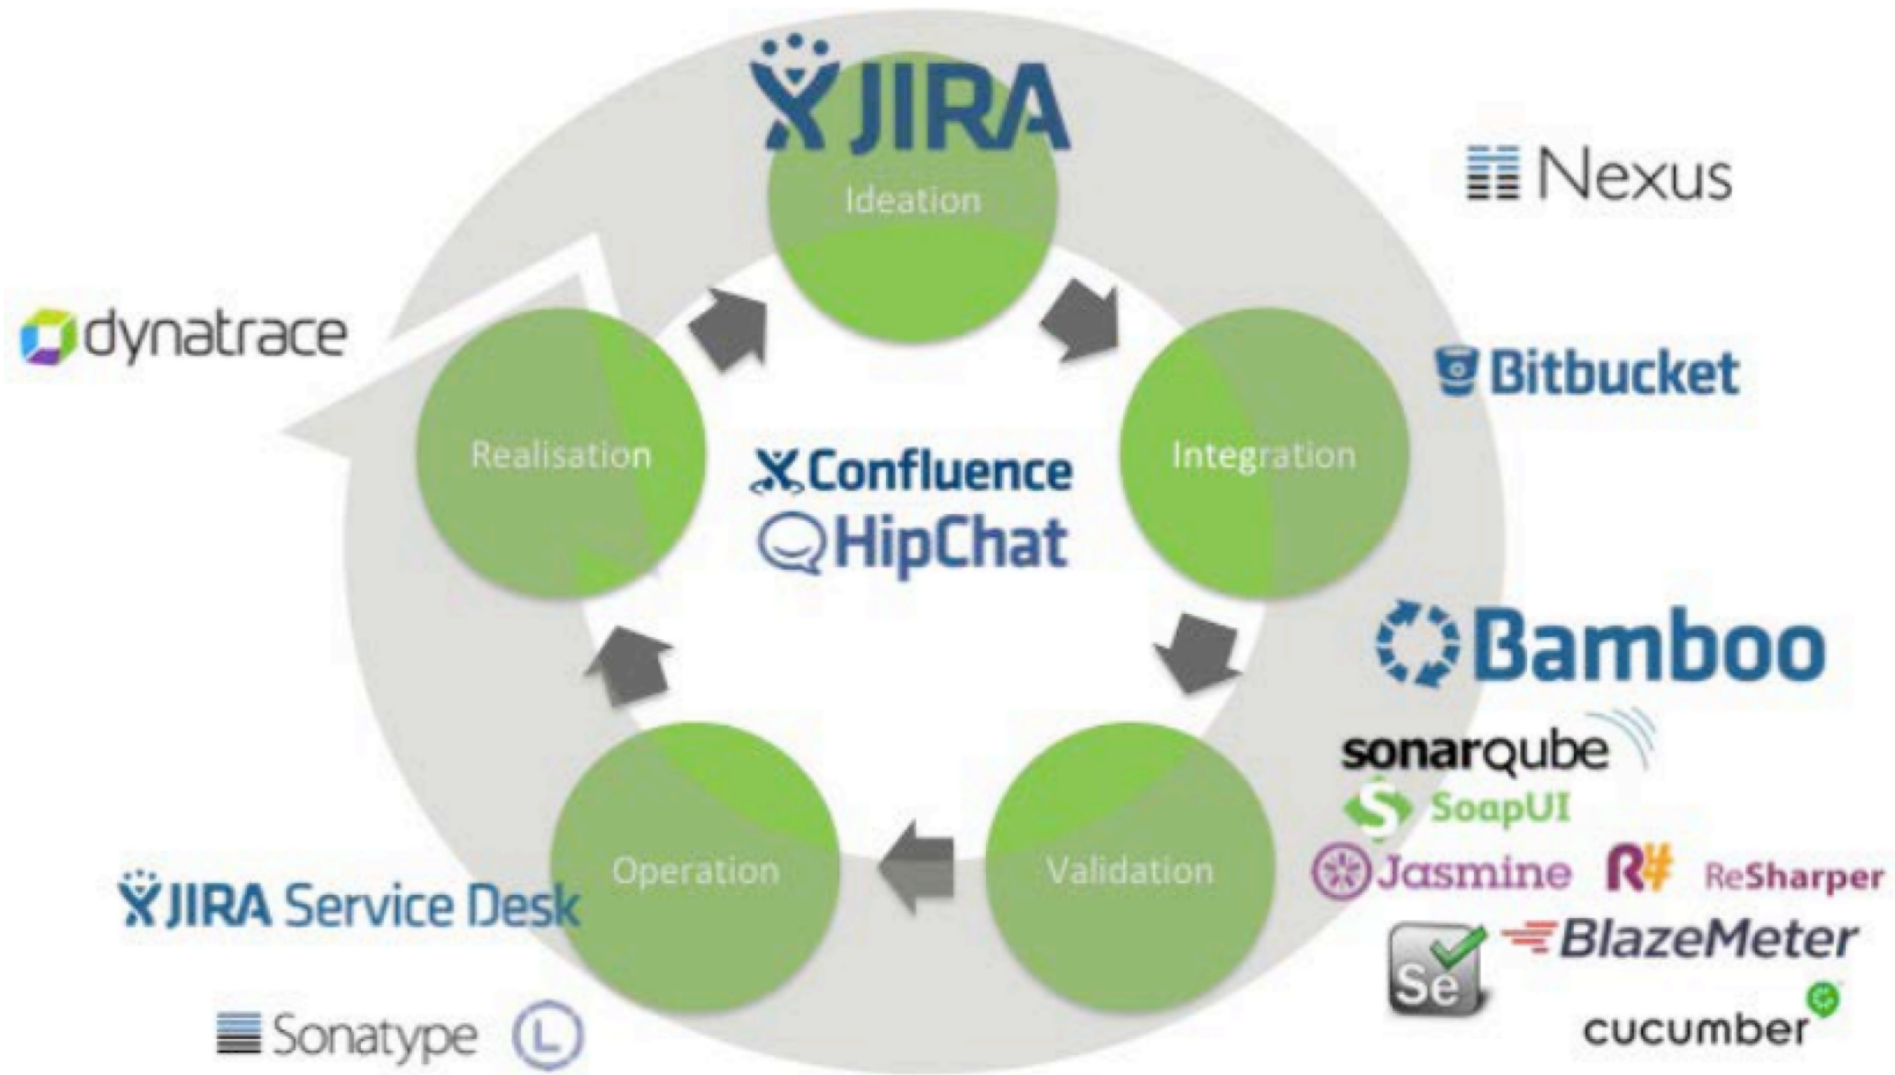 JIRA
Ideation
Nexus
dynatrace
Bitbucket
Realisation
Confluence
HipChat
Integration
Bamboo
sonarqube
SoapUI
Operation
Validation
Jasmine R# ReSharper
JIRA Service Desk
Se BlazeMeter
Sonatype L
cucumber